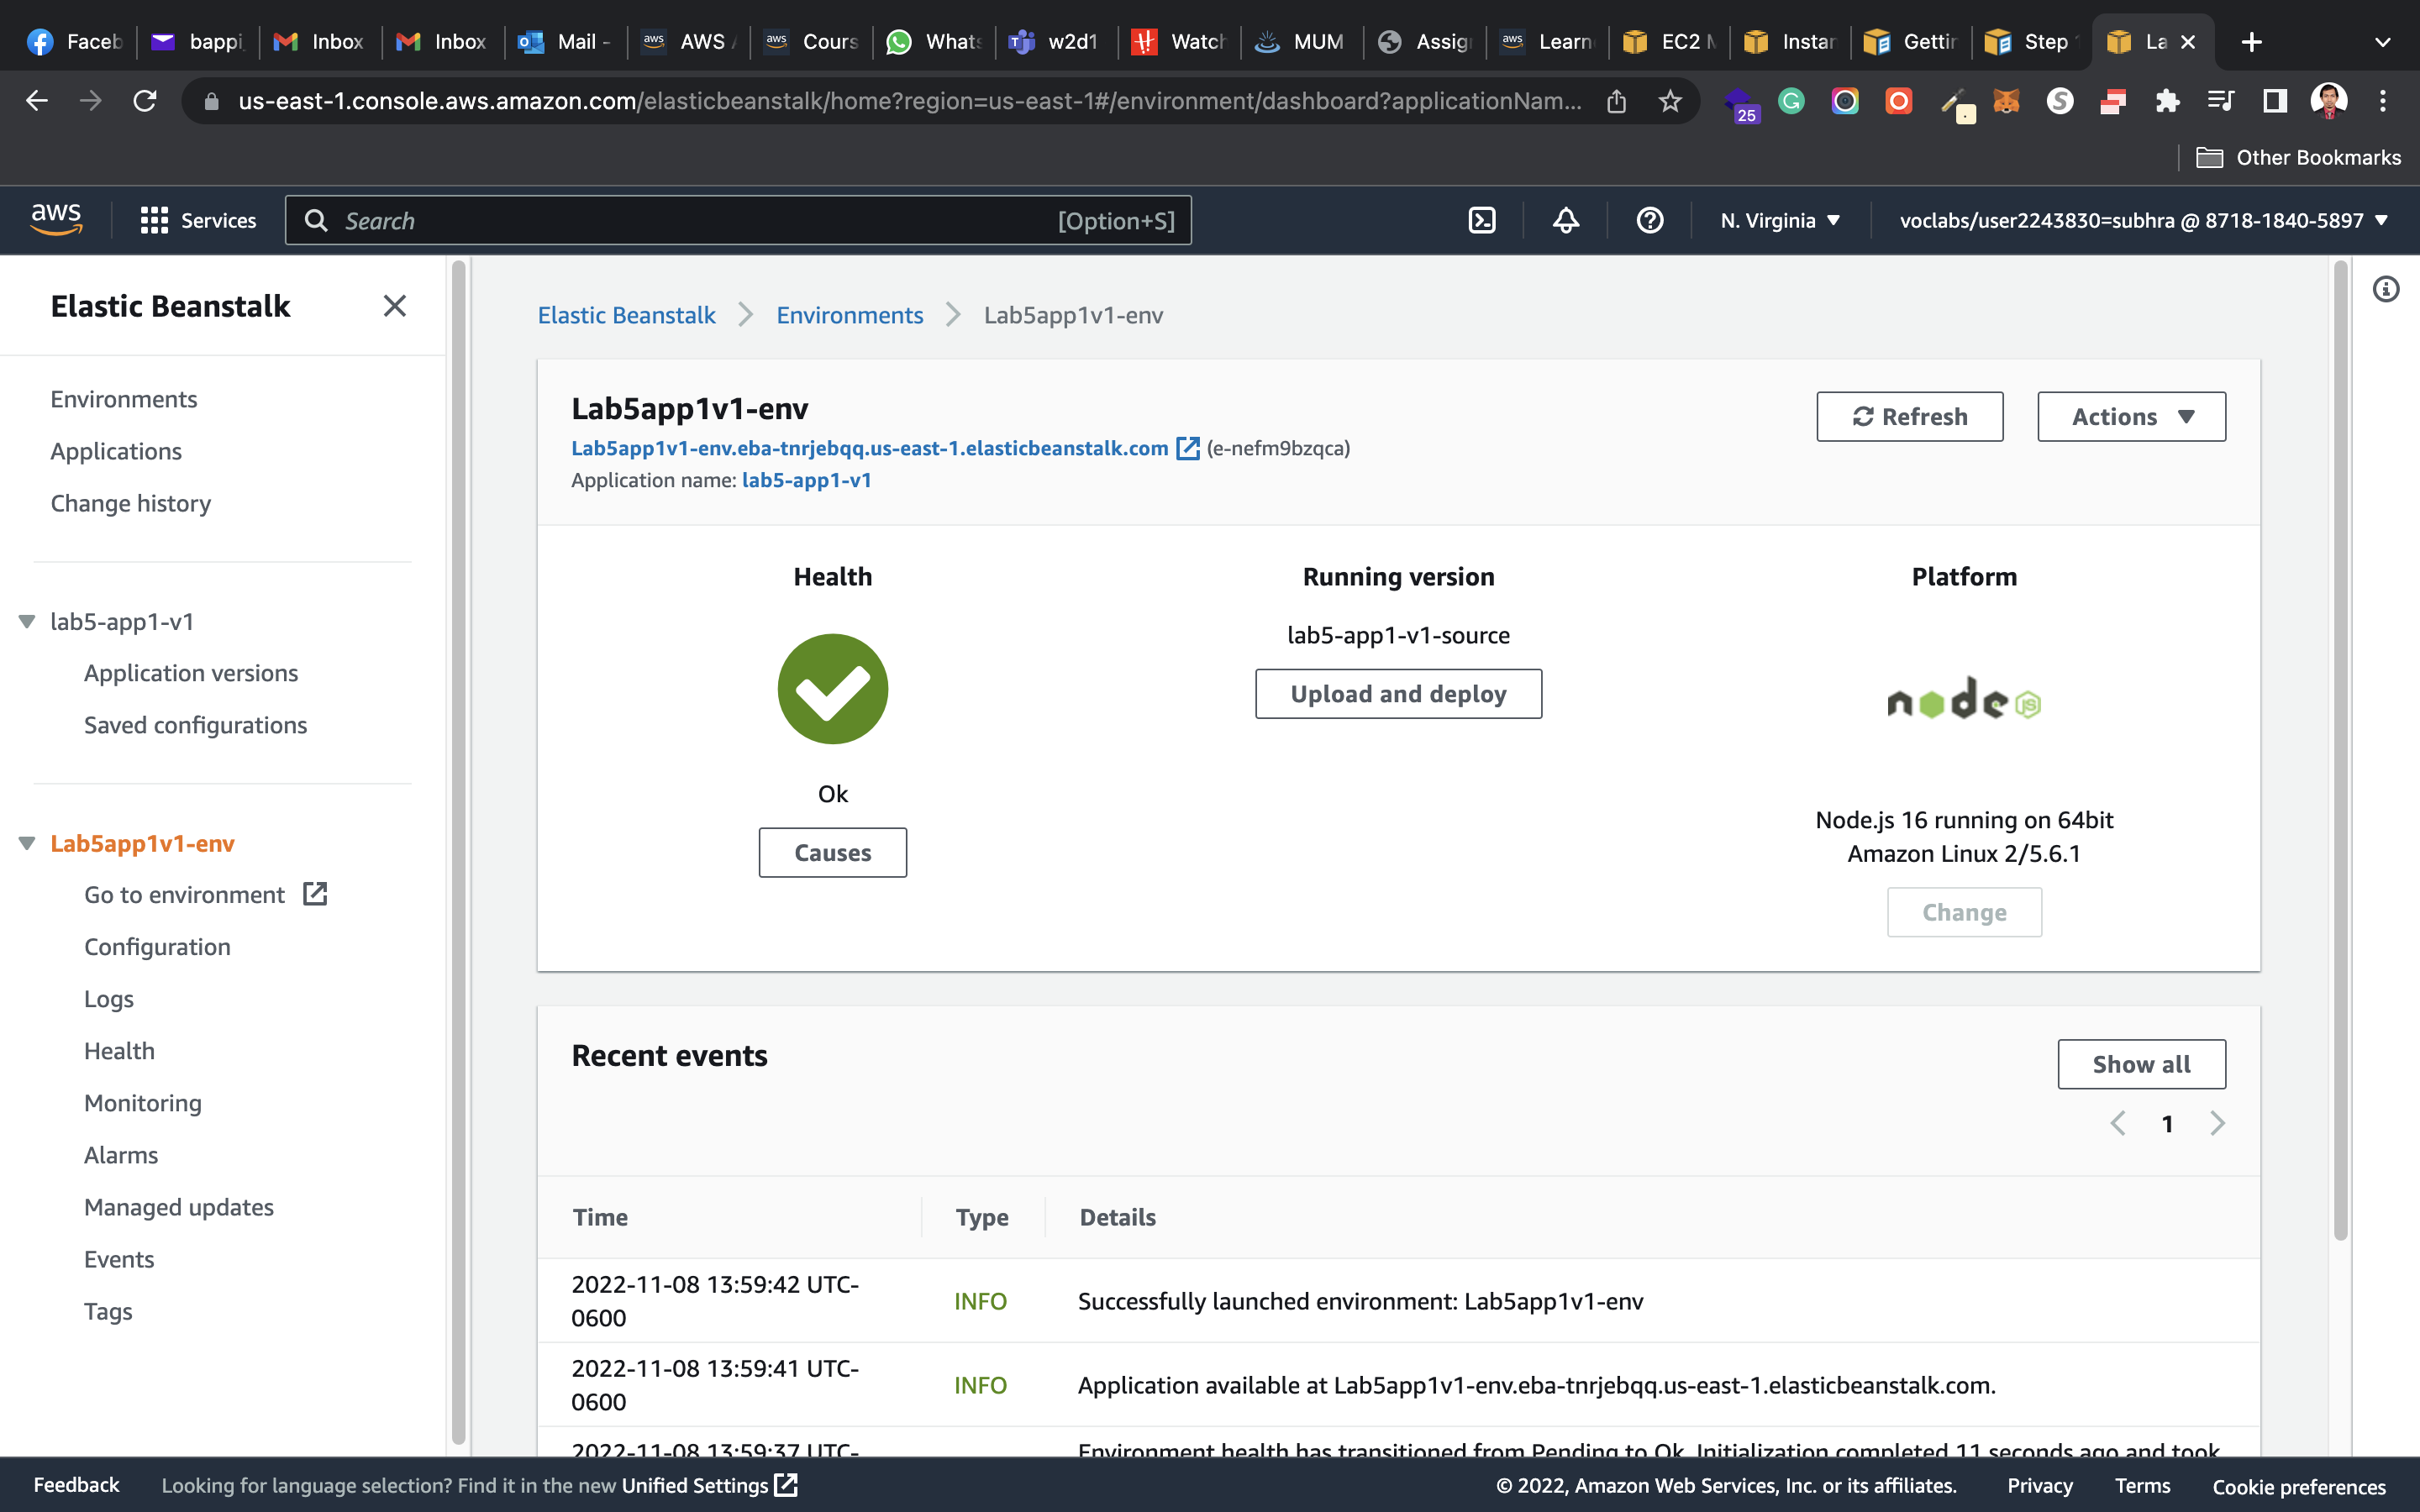 Faceb
bappi
Inbox
Inbox
Mail -
AWS
Cours
Whats
w2d1
Watch
MUM
Assig
Learn
EC2 M
Instan
Gettin
Step
La
us-east-1.console.aws.amazon.com/elasticbeanstalk/home?region=us-east-1#/environment/dashboard?applicationNam...
25
Other Bookmarks
aws
Services
Search
[Option+S]
N. Virginia
voclabs/user2243830=subhra @ 8718-1840-5897
Elastic Beanstalk
Environments
Applications
Change history
lab5-app1-v1
Application versions
Saved configurations
Lab5app1v1-env
Go to environment
Configuration
Logs
Health
Monitoring
Alarms
Managed updates
Events
Tags
Elastic Beanstalk
Environments
Lab5app1v1-env
Lab5app1v1-env
Lab5app1v1-env.eba-tnrjebqq.us-east-1.elasticbeanstalk.com (e-nefm9bzqca)
Application name: lab5-app1-v1
Refresh
Actions
Health
Ok
Causes
Running version
lab5-app1-v1-source
Upload and deploy
Platform
node JS
Node.js 16 running on 64bit
Amazon Linux 2/5.6.1
Change
Recent events
Show all
1
Time
Type
Details
2022-11-08 13:59:42 UTC-
0600
INFO
Successfully launched environment: Lab5app1v1-env
2022-11-08 13:59:41 UTC-
0600
INFO
Application available at Lab5app1v1-env.eba-tnrjebqq.us-east-1.elasticbeanstalk.com.
2022-11-08 13:59:37 UTC-
Environment health has transitioned from Pending to Ok. Initialization completed 11 seconds ago and took
Feedback
Looking for language selection? Find it in the new Unified Settings
© 2022, Amazon Web Services, Inc. or its affiliates.
Privacy
Terms
Cookie preferences